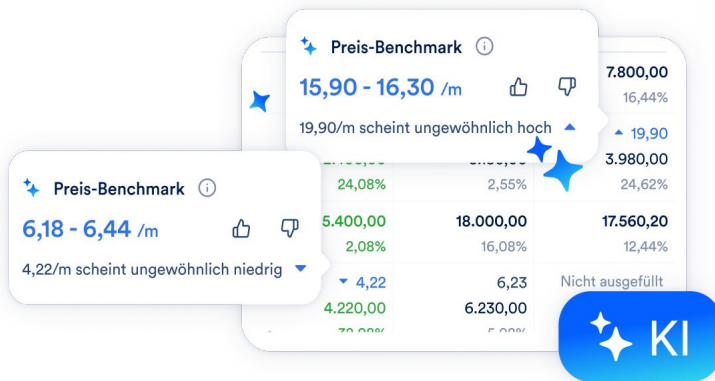 Preis-Benchmark
15,90 - 16,30 /m
19,90/m scheint ungewöhnlich hoch
7.800,00
16,44%
19,90
3.980,00
24,08% 2,55% 24,62%
Preis-Benchmark
6,18 - 6,44 /m
4,22/m scheint ungewöhnlich niedrig
5.400,00 18.000,00 17.560,20
2,08% 16,08% 12,44%
4,22 6,23 Nicht ausgefüllt
4.220,00 6.230,00
KI